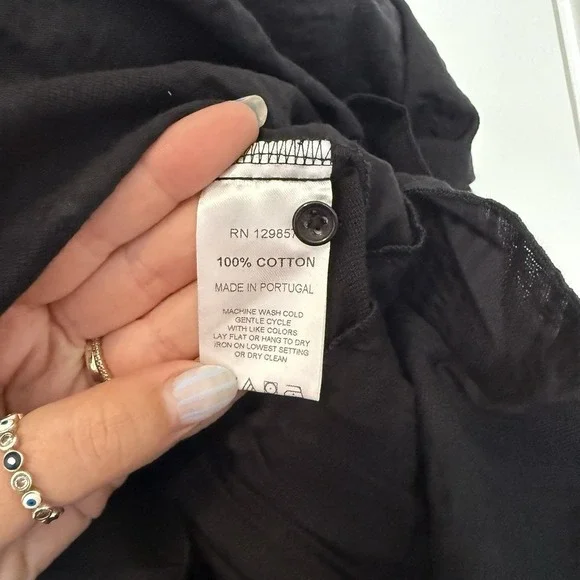 RN 129857
100% COTTON
MADE IN PORTUGAL
MACHINE WASH COLD
GENTLE CYCLE
WITH LIKE COLORS
LAY FLAT OR HANG TO DRY
IRON ON LOWEST SETTING
OR DRY CLEAN